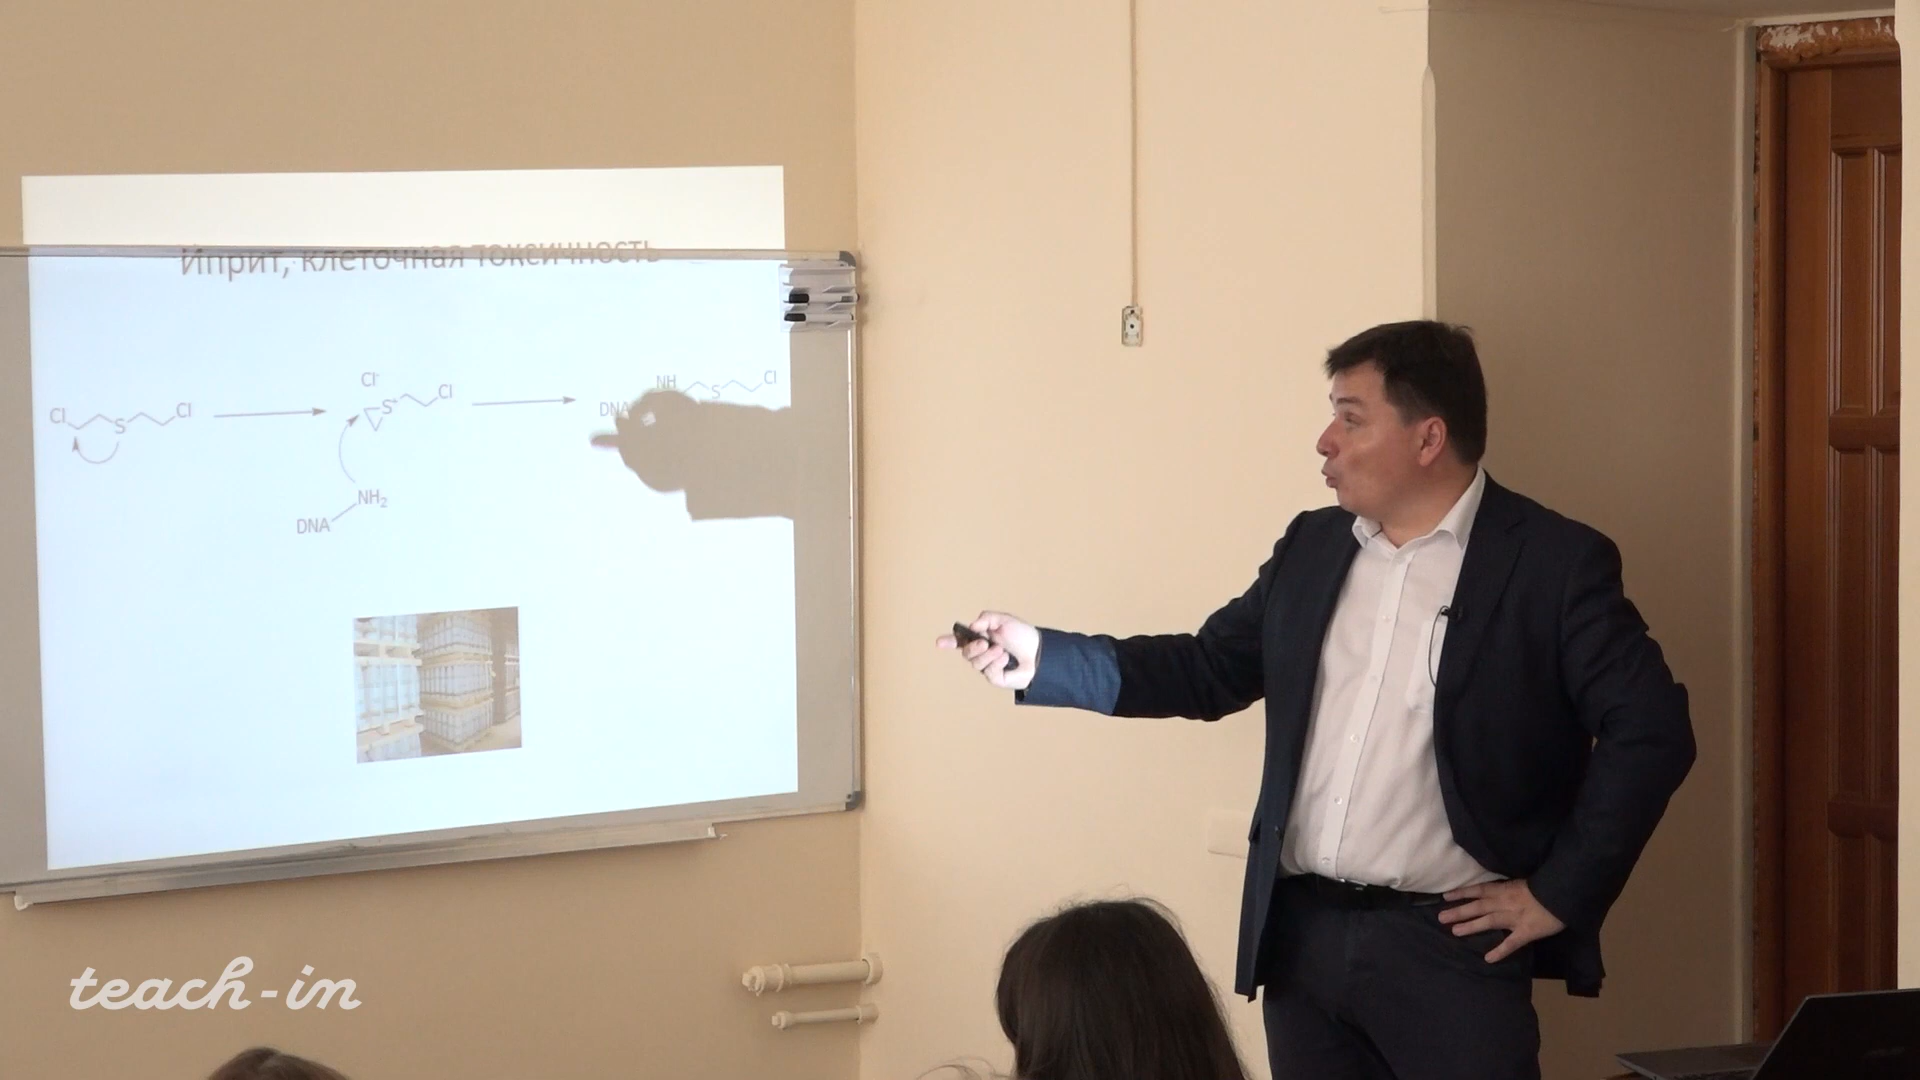 Иприт, клеточная токсичность
Cl S Cl
Cl⁻
S⁺ Cl
NH₂
DNA
NH S Cl
DNA
teach-in